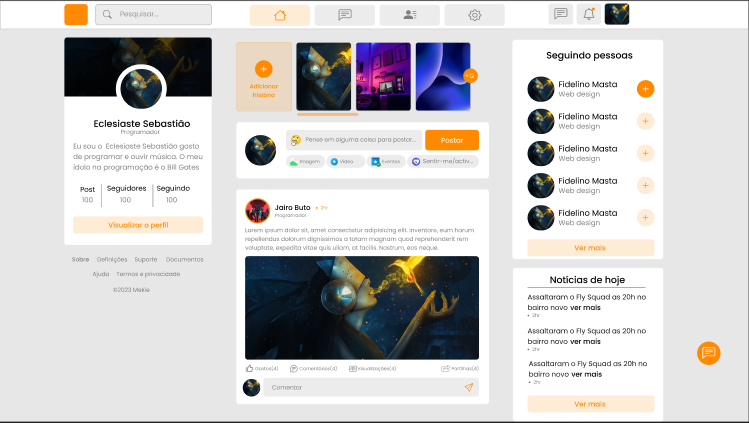 Pesquisar...
Eclesiaste Sebastião
Programador
Eu sou o Eclesiaste Sebastião gosto
de programar e ouvir música. O meu
ídolo na programação é o Bill Gates
Post
Seguidores
Seguindo
100
100
100
Visualizar o perfil
Sobre
Definições
Suporte
Documentos
Ajuda
Termos e privacidade
©2023 Mekie
Adicionar
história
+12
Pense em alguma coisa para postar...
Postar
Imagem
Vídeo
Eventos
Sentir-me/activ...
Jairo Buto
• 2hr
Programador
Lorem ipsum dolor sit, amet consectetur adipisicing elit. Inventore, eum harum
repellendus dolorum dignissimos a totam magnam quod reprehenderit rem
voluptate, expedita vitae quis ullam, at facilis. Nostrum, eos neque.
Gostos(4)
Comentários(4)
Visualizações(4)
Partilhas(4)
Comentar
Seguindo pessoas
Fidelino Masta
Web design
Fidelino Masta
Web design
Fidelino Masta
Web design
Fidelino Masta
Web design
Fidelino Masta
Web design
Ver mais
Notícias de hoje
Assaltaram o Fly Squad as 20h no
bairro novo ver mais
• 2hr
Assaltaram o Fly Squad as 20h no
bairro novo ver mais
• 2hr
Assaltaram o Fly Squad as 20h no
bairro novo ver mais
• 2hr
Ver mais